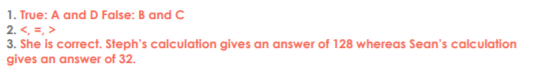 1. True: A and D False: B and C
2. <, =, >
3. She is correct. Steph's calculation gives an answer of 128 whereas Sean's calculation
gives an answer of 32.